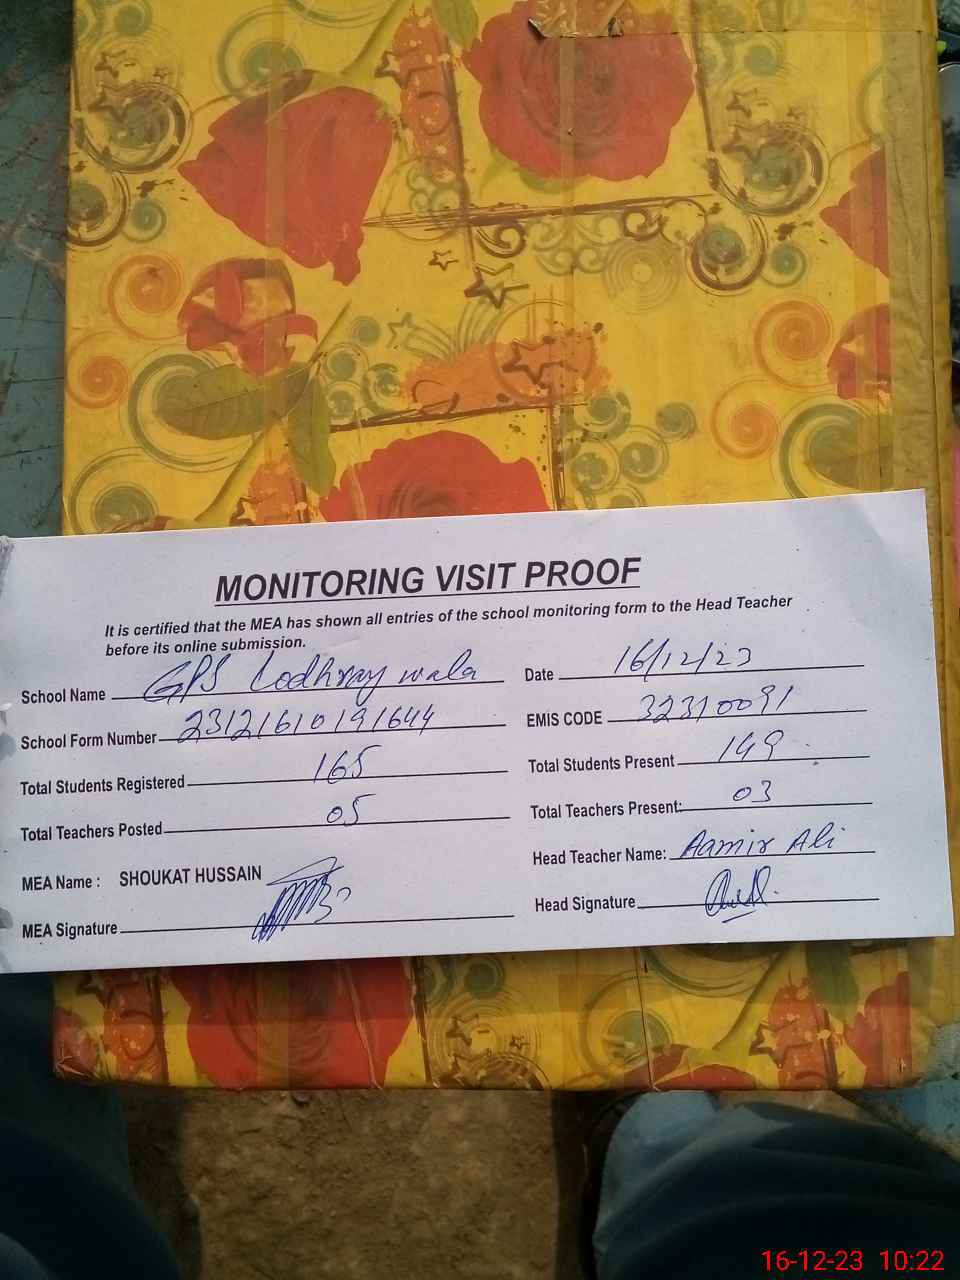 MONITORING VISIT PROOF
It is certified that the MEA has shown all entries of the school monitoring form to the Head Teacher
before its online submission.
School Name GPS Lodhray wala
Date 16/12/23
School Form Number 23121610191644
EMIS CODE 32310091
Total Students Registered 165
Total Students Present 149
Total Teachers Posted 05
Total Teachers Present: 03
MEA Name : SHOUKAT HUSSAIN
Head Teacher Name: Aamir Ali
MEA Signature
Head Signature
16-12-23 10:22